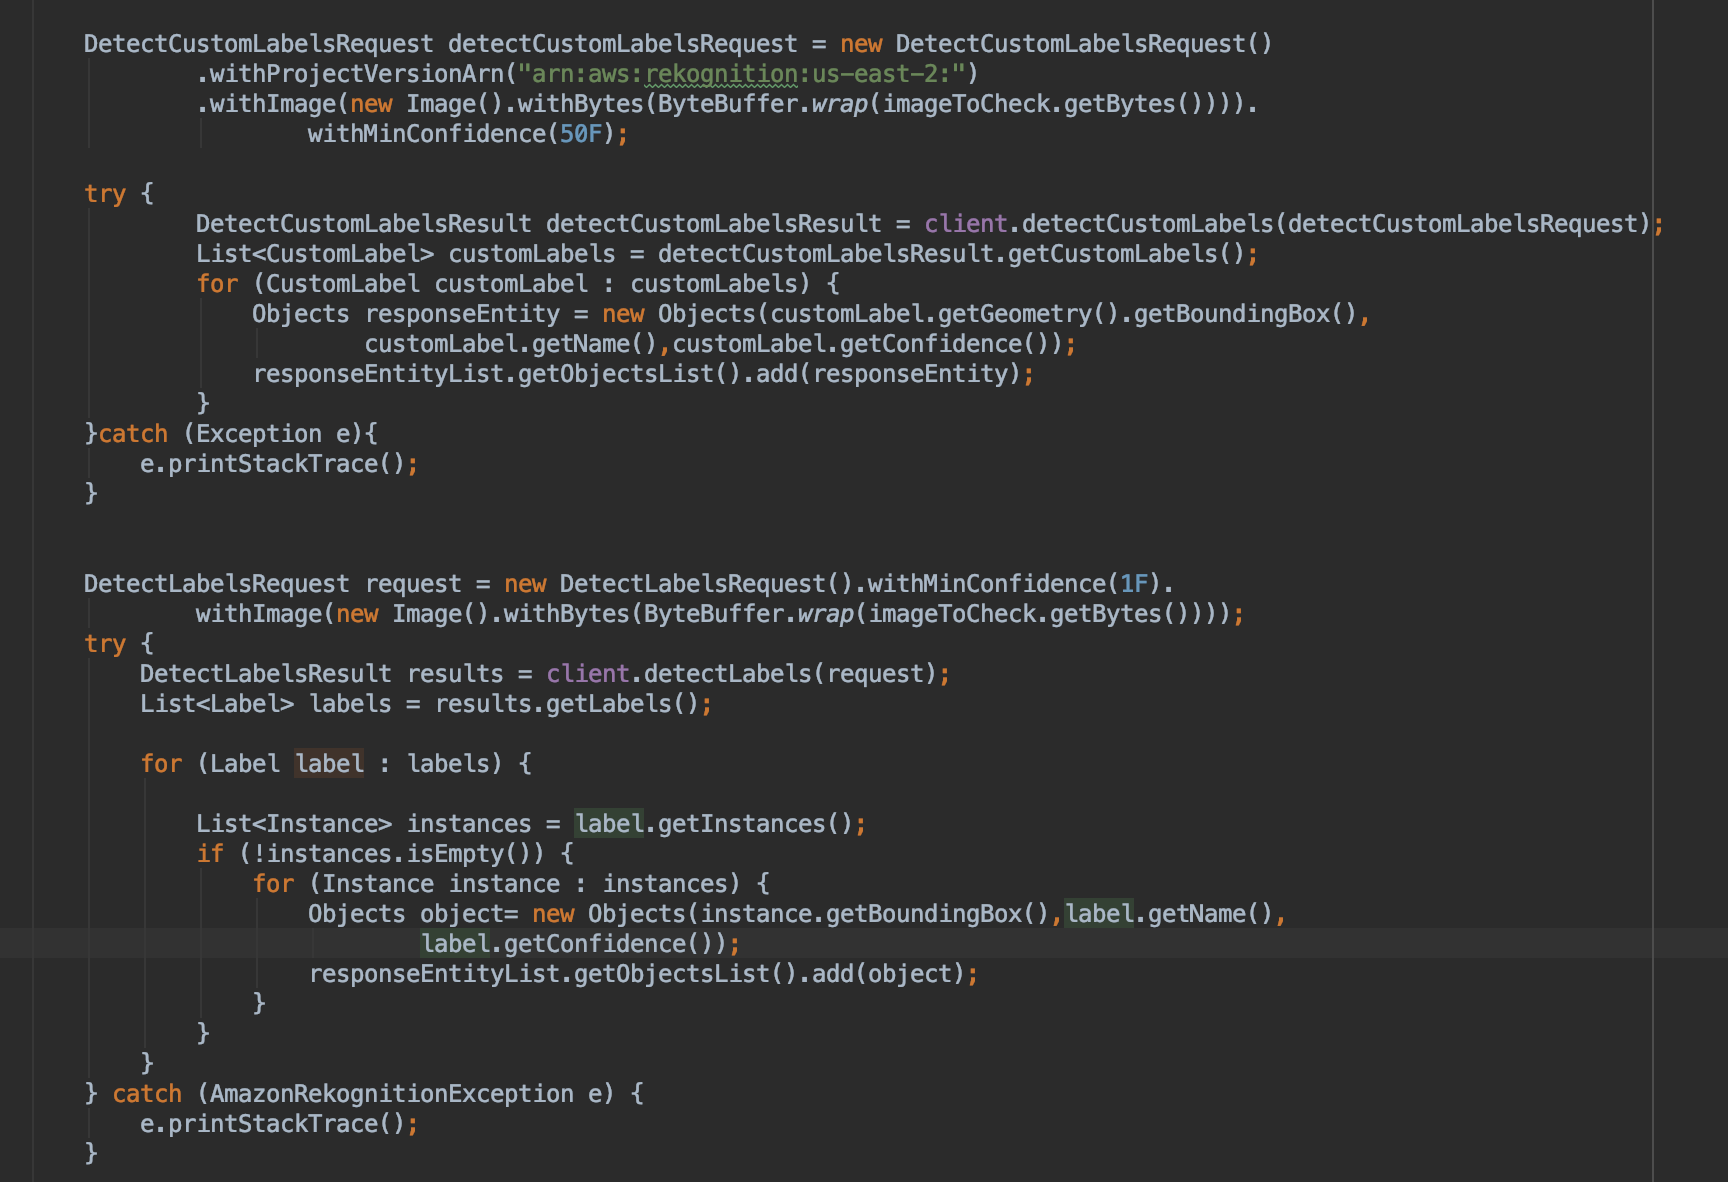 DetectCustomLabelsRequest detectCustomLabelsRequest = new DetectCustomLabelsRequest()
.withProjectVersionArn("arn:aws:rekognition:us-east-2:")
.withImage(new Image().withBytes(ByteBuffer.wrap(imageToCheck.getBytes()))).
withMinConfidence(50F);
try {
DetectCustomLabelsResult detectCustomLabelsResult = client.detectCustomLabels(detectCustomLabelsRequest);
List<CustomLabel> customLabels = detectCustomLabelsResult.getCustomLabels();
for (CustomLabel customLabel : customLabels) {
Objects responseEntity = new Objects(customLabel.getGeometry().getBoundingBox(),
customLabel.getName(),customLabel.getConfidence());
responseEntityList.getObjectsList().add(responseEntity);
}
}catch (Exception e){
e.printStackTrace();
}
DetectLabelsRequest request = new DetectLabelsRequest().withMinConfidence(1F).
withImage(new Image().withBytes(ByteBuffer.wrap(imageToCheck.getBytes())));
try {
DetectLabelsResult results = client.detectLabels(request);
List<Label> labels = results.getLabels();
for (Label label : labels) {
List<Instance> instances = label.getInstances();
if (!instances.isEmpty()) {
for (Instance instance : instances) {
Objects object= new Objects(instance.getBoundingBox(),label.getName(),
label.getConfidence());
responseEntityList.getObjectsList().add(object);
}
}
}
} catch (AmazonRekognitionException e) {
e.printStackTrace();
}